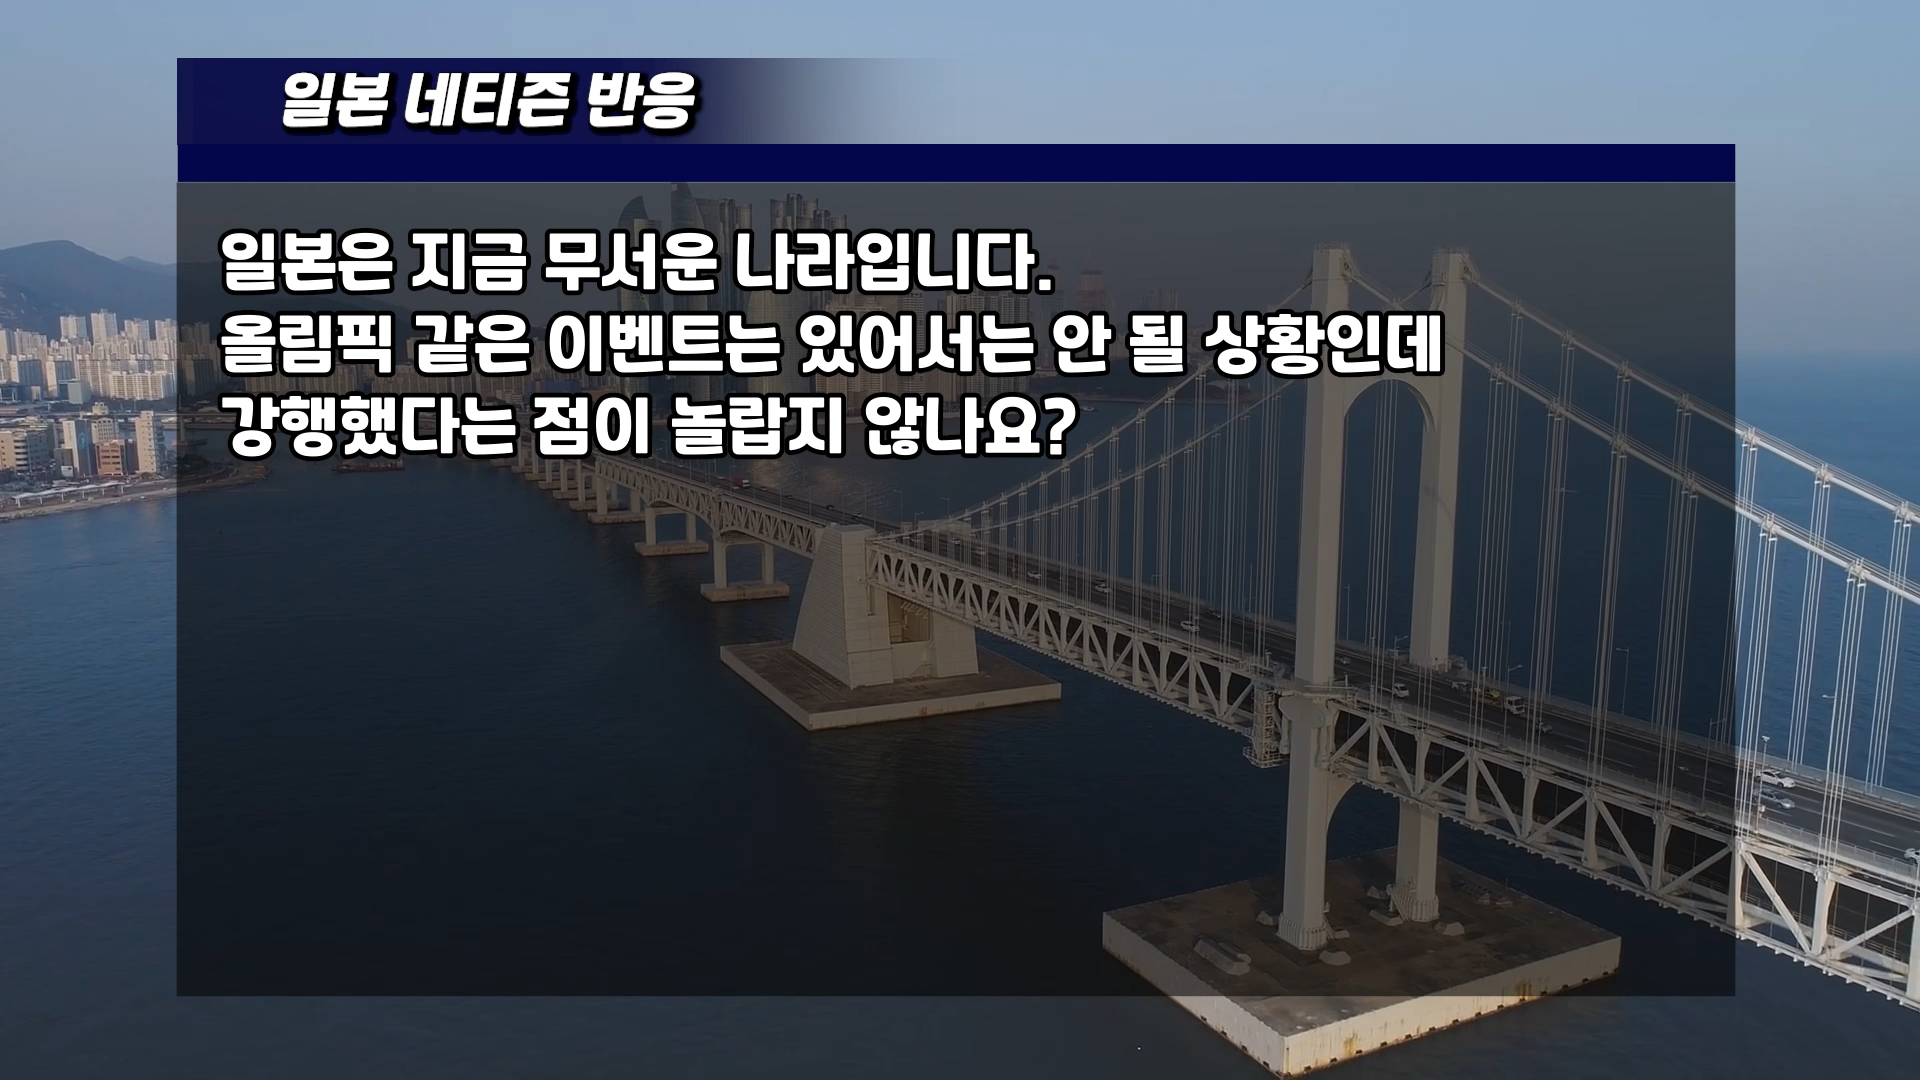 일본 네티즌 반응
일본은 지금 무서운 나라입니다.
올림픽 같은 이벤트는 있어서는 안 될 상황인데
강행했다는 점이 놀랍지 않나요?